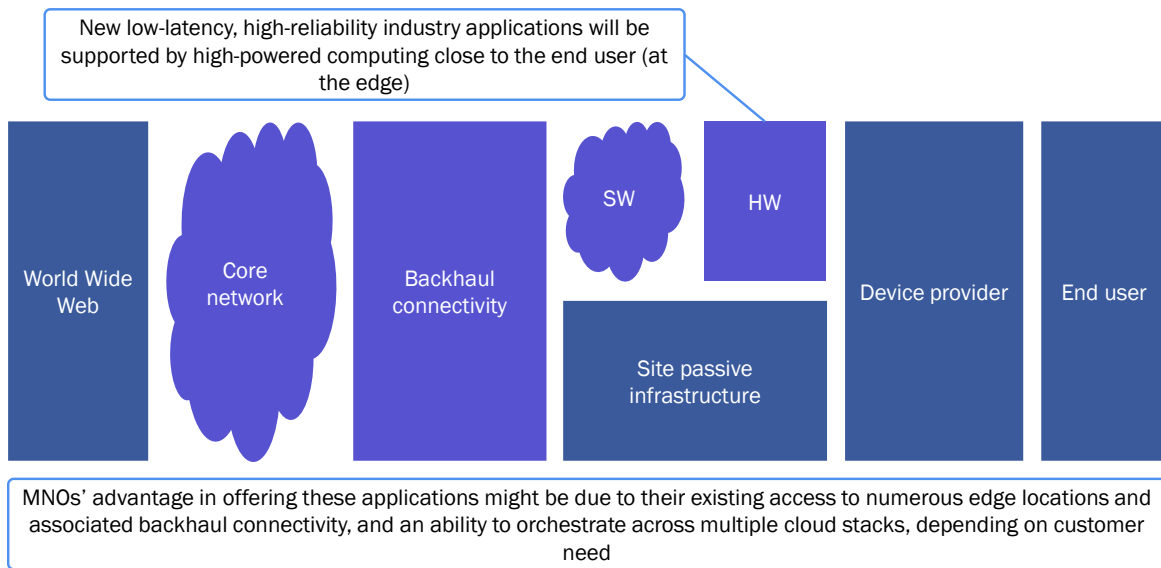 New low-latency, high-reliability industry applications will be
supported by high-powered computing close to the end user (at
the edge)
World Wide
Web
Core
network
Backhaul
connectivity
SW
HW
Site passive
infrastructure
Device provider
End user
MNOs’ advantage in offering these applications might be due to their existing access to numerous edge locations and
associated backhaul connectivity, and an ability to orchestrate across multiple cloud stacks, depending on customer
need